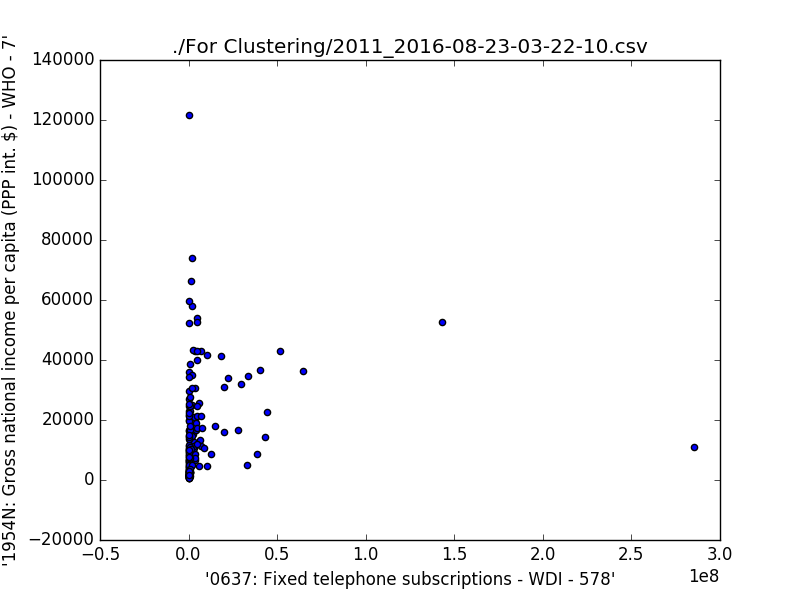 ./For Clustering/2011_2016-08-23-03-22-10.csv
140000
120000
100000
80000
60000
40000
20000
0
−20000
'1954N: Gross national income per capita (PPP int. $) - WHO - 7'
−0.5 0.0 0.5 1.0 1.5 2.0 2.5 3.0
1e8
'0637: Fixed telephone subscriptions - WDI - 578'